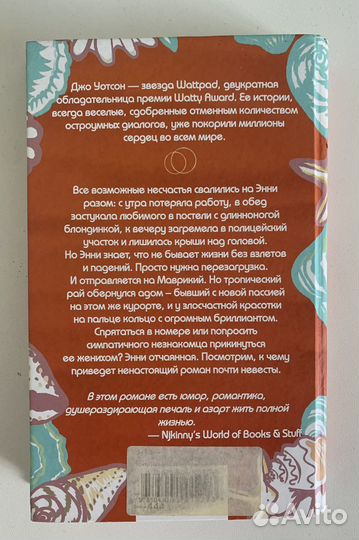 Джо Уотсон — звезда Wattpad, двукратная
обладательница премии Watty Award. Ее истории,
всегда веселые, сдобренные отменным количеством
остроумных диалогов, уже покорили миллионы
сердец во всем мире.
Все возможные несчастья свалились на Энни
разом: с утра потеряла работу, в обед
застукала любимого в постели с длинноногой
блондинкой, к вечеру загремела в полицейский
участок и лишилась крыши над головой.
Но Энни знает, что не бывает жизни без взлетов
и падений. Просто нужна перезагрузка.
И отправляется на Маврикий. Но тропический
рай обернулся адом — бывший с новой пассией
на этом же курорте, и у злосчастной красотки
на пальце кольцо с огромным бриллиантом.
Спрятаться в номере или попросить
симпатичного незнакомца прикинуться
ее женихом? Энни отчаянная. Посмотрим, к чему
приведет ненастоящий роман почти невесты.
В этом романе есть юмор, романтика,
душераздирающая печаль и азарт жить полной
жизнью.
— NJkinny's World of Books & Stuff
Avito